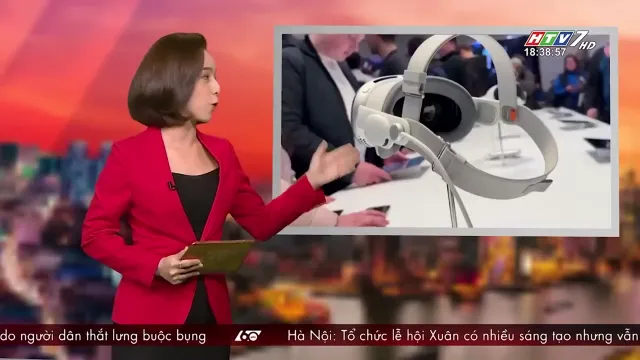 HTV7 HD
18:38:57
do người dân thắt lưng buộc bụng 60 Hà Nội: Tổ chức lễ hội Xuân có nhiều sáng tạo nhưng vẫn